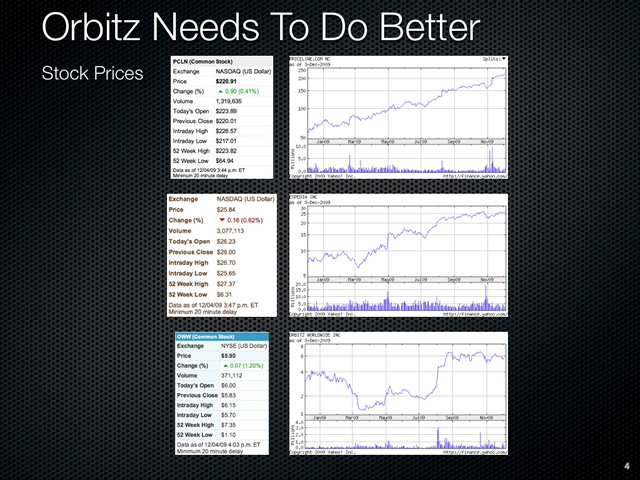 Orbitz Needs To Do Better
Stock Prices
PCLN (Common Stock)
Exchange NASDAQ (US Dollar)
Price $220.91
Change (%) ▲ 0.90 (0.41%)
Volume 1,319,635
Today's Open $223.89
Previous Close $220.01
Intraday High $226.57
Intraday Low $217.01
52 Week High $223.82
52 Week Low $64.94
Data as of 12/04/09 3:44 p.m. ET
Minimum 20 minute delay
PRICELINE.COM NC Splits:▼
as of 3-Dec-2009
250
200
150
100
50
Jan09 Mar09 May09 Jul09 Sep09 Nov09
Millions
10.0
5.0
0.0
Copyright 2009 Yahoo! Inc. http://finance.yahoo.com/
Exchange NASDAQ (US Dollar)
Price $25.84
Change (%) ▼ 0.16 (0.62%)
Volume 3,077,113
Today's Open $26.23
Previous Close $26.00
Intraday High $26.70
Intraday Low $25.65
52 Week High $27.37
52 Week Low $6.31
Data as of 12/04/09 3:47 p.m. ET
Minimum 20 minute delay
EXPEDIA INC
as of 3-Dec-2009
30
25
20
15
10
5
Jan09 Mar09 May09 Jul09 Sep09 Nov09
Millions
20.0
15.0
10.0
5.0
0.0
Copyright 2009 Yahoo! Inc. http://finance.yahoo.com/
OWW (Common Stock)
Exchange NYSE (US Dollar)
Price $5.90
Change (%) ▲ 0.07 (1.20%)
Volume 371,112
Today's Open $6.00
Previous Close $5.83
Intraday High $6.15
Intraday Low $5.70
52 Week High $7.35
52 Week Low $1.10
Data as of 12/04/09 4:03 p.m. ET
Minimum 20 minute delay
ORBITZ WORLDWIDE INC
as of 3-Dec-2009
8
6
4
2
1
Jan09 Mar09 May09 Jul09 Sep09 Nov09
Millions
4.0
3.0
2.0
1.0
0.0
Copyright 2009 Yahoo! Inc. http://finance.yahoo.com/
4